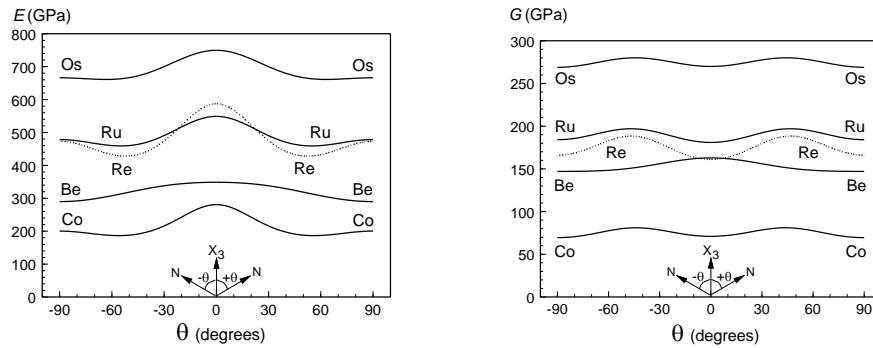 E (GPa)
800
700
600
500
400
300
200
100
0
Os
Os
Ru
Ru
Re
Re
Be
Be
Co
Co
X3
N
-θ
+θ
N
-90
-60
-30
0
30
60
90
θ (degrees)
G (GPa)
300
250
200
150
100
50
0
Os
Os
Ru
Ru
Re
Re
Be
Be
Co
Co
X3
N
-θ
+θ
N
-90
-60
-30
0
30
60
90
θ (degrees)